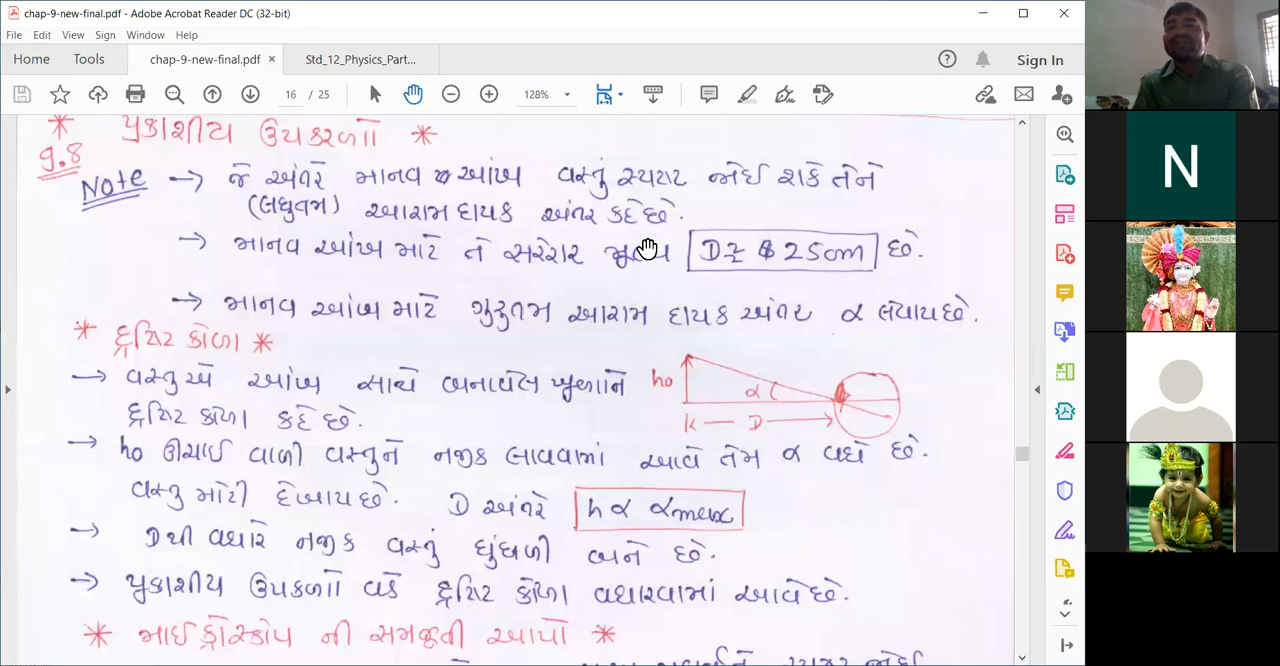 chap-9-new-final.pdf - Adobe Acrobat Reader DC (32-bit)
File Edit View Sign Window Help
Home Tools chap-9-new-final.pdf × Std_12_Physics_Part... Sign In
16 / 25 128%
* પ્રકાશીય ઉપકરણો *
9.8
Note → જે અંતરે માનવ આંખ વસ્તું સ્પષ્ટ જોઈ શકે તેને
(લઘુત્તમ) આરામ દાયક અંતર કહે છે.
→ માનવ આંખ માટે તે સરેરાશ મૂલ્ય D ≈ 25cm છે.
→ માનવ આંખ માટે ગુરુતમ આરામ દાયક અંતર ∝ લેવાય છે.
* દ્રષ્ટિ કોણ *
→ વસ્તુએ આંખ સાથે બનાવેલ ખૂણાને
દ્રષ્ટિ કોણ કહે છે.
ho α
K — D →
→ ho ઊંચાઈ વાળી વસ્તુને નજીક લાવવામાં આવે તેમ α વધે છે.
વસ્તુ મોટી દેખાય છે. D અંતરે h α αmax
→ D થી વધારે નજીક વસ્તું ધુંધળી બને છે.
→ પ્રકાશીય ઉપકણો વડે દ્રષ્ટિ કોણ વધારવામાં આવે છે.
* માઈક્રોસ્કોપ ની સમજૂતી આપો *
N